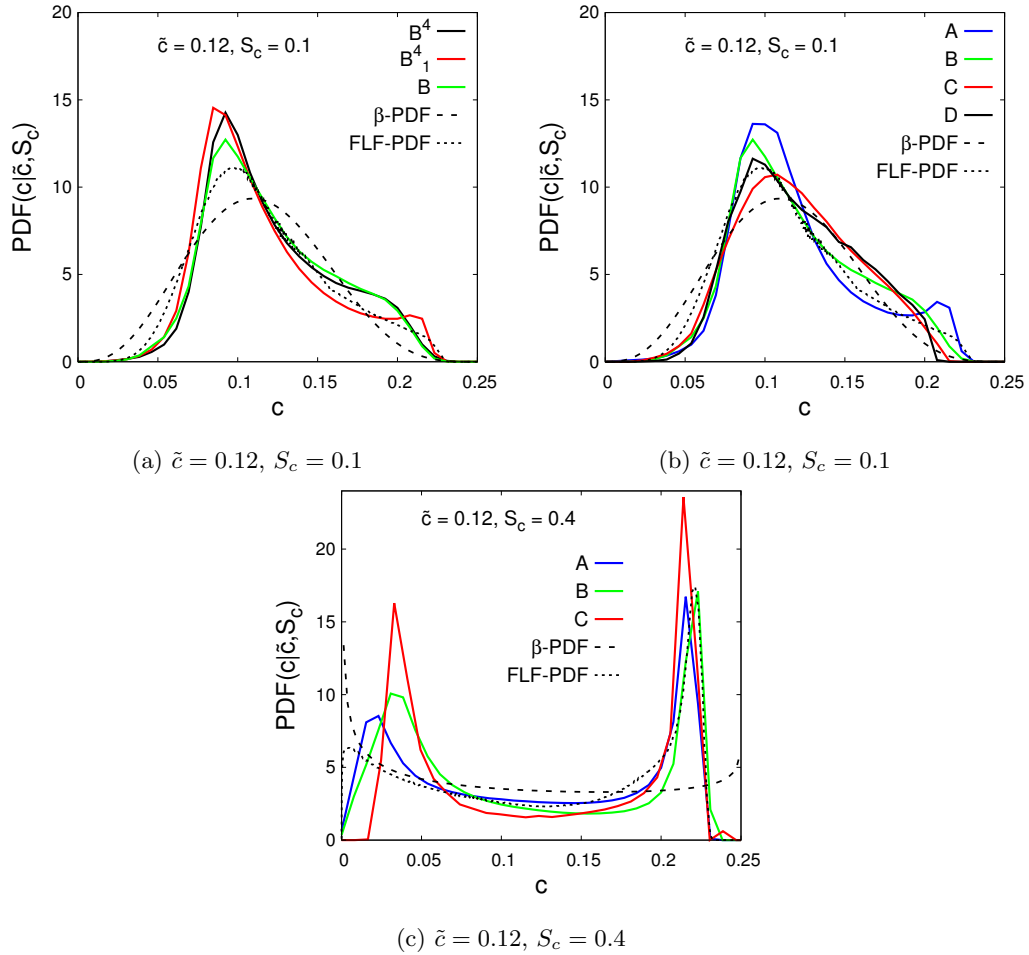 20
15
10
5
0
PDF(c|c̃,S_c)
c̃ = 0.12, S_c = 0.1
B⁴
B⁴₁
B
β-PDF
FLF-PDF
0 0.05 0.1 0.15 0.2 0.25
c
(a) c̃ = 0.12, S_c = 0.1
20
15
10
5
0
PDF(c|c̃,S_c)
c̃ = 0.12, S_c = 0.1
A
B
C
D
β-PDF
FLF-PDF
0 0.05 0.1 0.15 0.2 0.25
c
(b) c̃ = 0.12, S_c = 0.1
20
15
10
5
0
PDF(c|c̃,S_c)
c̃ = 0.12, S_c = 0.4
A
B
C
β-PDF
FLF-PDF
0 0.05 0.1 0.15 0.2 0.25
c
(c) c̃ = 0.12, S_c = 0.4